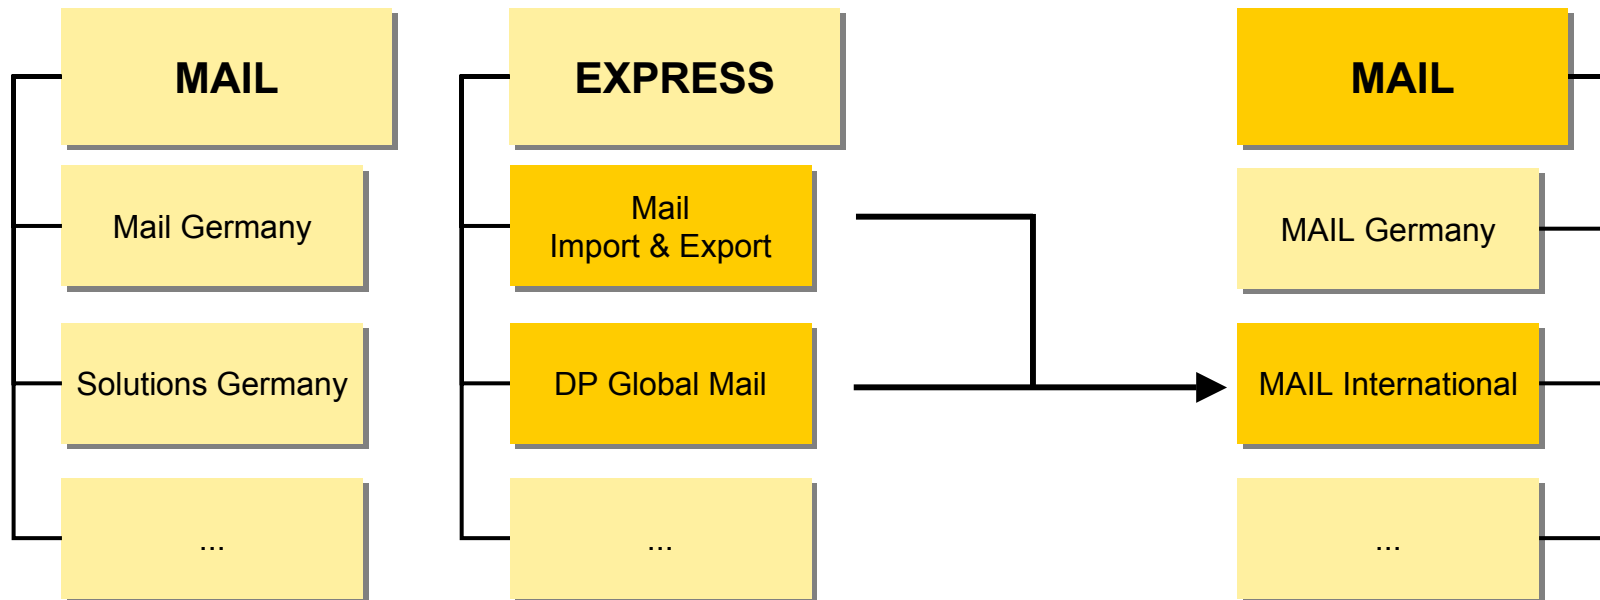 MAIL
Mail Germany
Solutions Germany
...
EXPRESS
Mail
Import & Export
DP Global Mail
...
MAIL
MAIL Germany
MAIL International
...